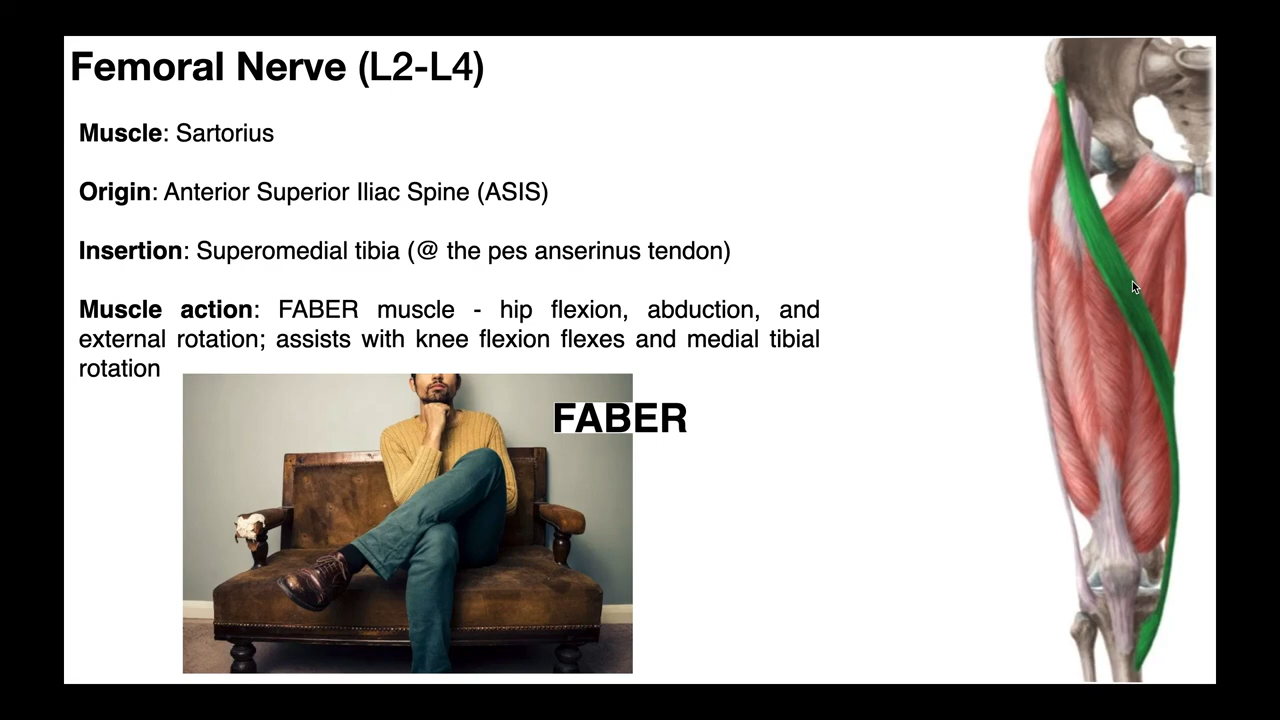 Femoral Nerve (L2-L4)
Muscle: Sartorius
Origin: Anterior Superior Iliac Spine (ASIS)
Insertion: Superomedial tibia (@ the pes anserinus tendon)
Muscle action: FABER muscle - hip flexion, abduction, and
external rotation; assists with knee flexion flexes and medial tibial
rotation
FABER